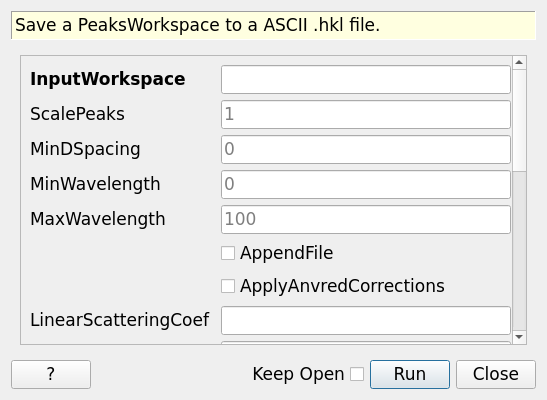 Save a PeaksWorkspace to a ASCII .hkl file.
InputWorkspace
ScalePeaks 1
MinDSpacing 0
MinWavelength 0
MaxWavelength 100
AppendFile
ApplyAnvredCorrections
LinearScatteringCoef
? Keep Open Run Close